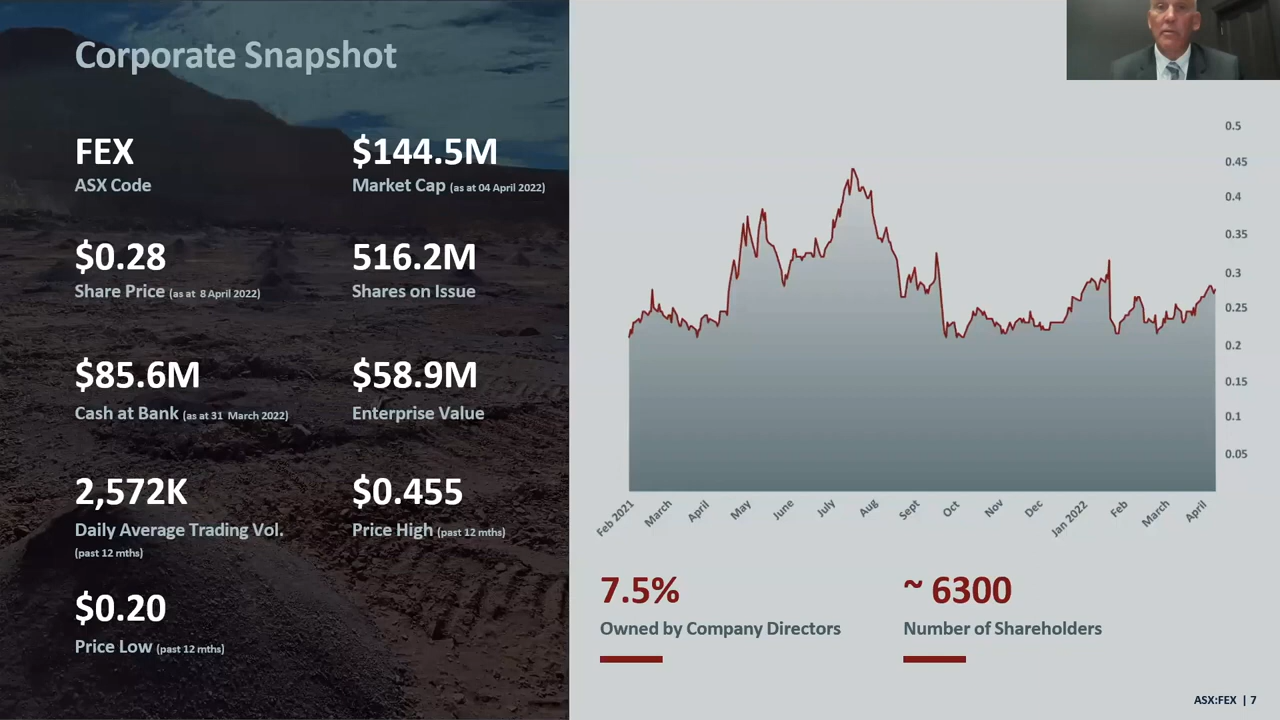 Corporate Snapshot
FEX
ASX Code
$144.5M
Market Cap (as at 04 April 2022)
$0.28
Share Price (as at 8 April 2022)
516.2M
Shares on Issue
$85.6M
Cash at Bank (as at 31 March 2022)
$58.9M
Enterprise Value
2,572K
Daily Average Trading Vol.
(past 12 mths)
$0.455
Price High (past 12 mths)
$0.20
Price Low (past 12 mths)
0.5
0.45
0.4
0.35
0.3
0.25
0.2
0.15
0.1
0.05
Feb 2021
March
April
May
June
July
Aug
Sept
Oct
Nov
Dec
Jan 2022
Feb
March
April
7.5%
Owned by Company Directors
~ 6300
Number of Shareholders
ASX:FEX | 7